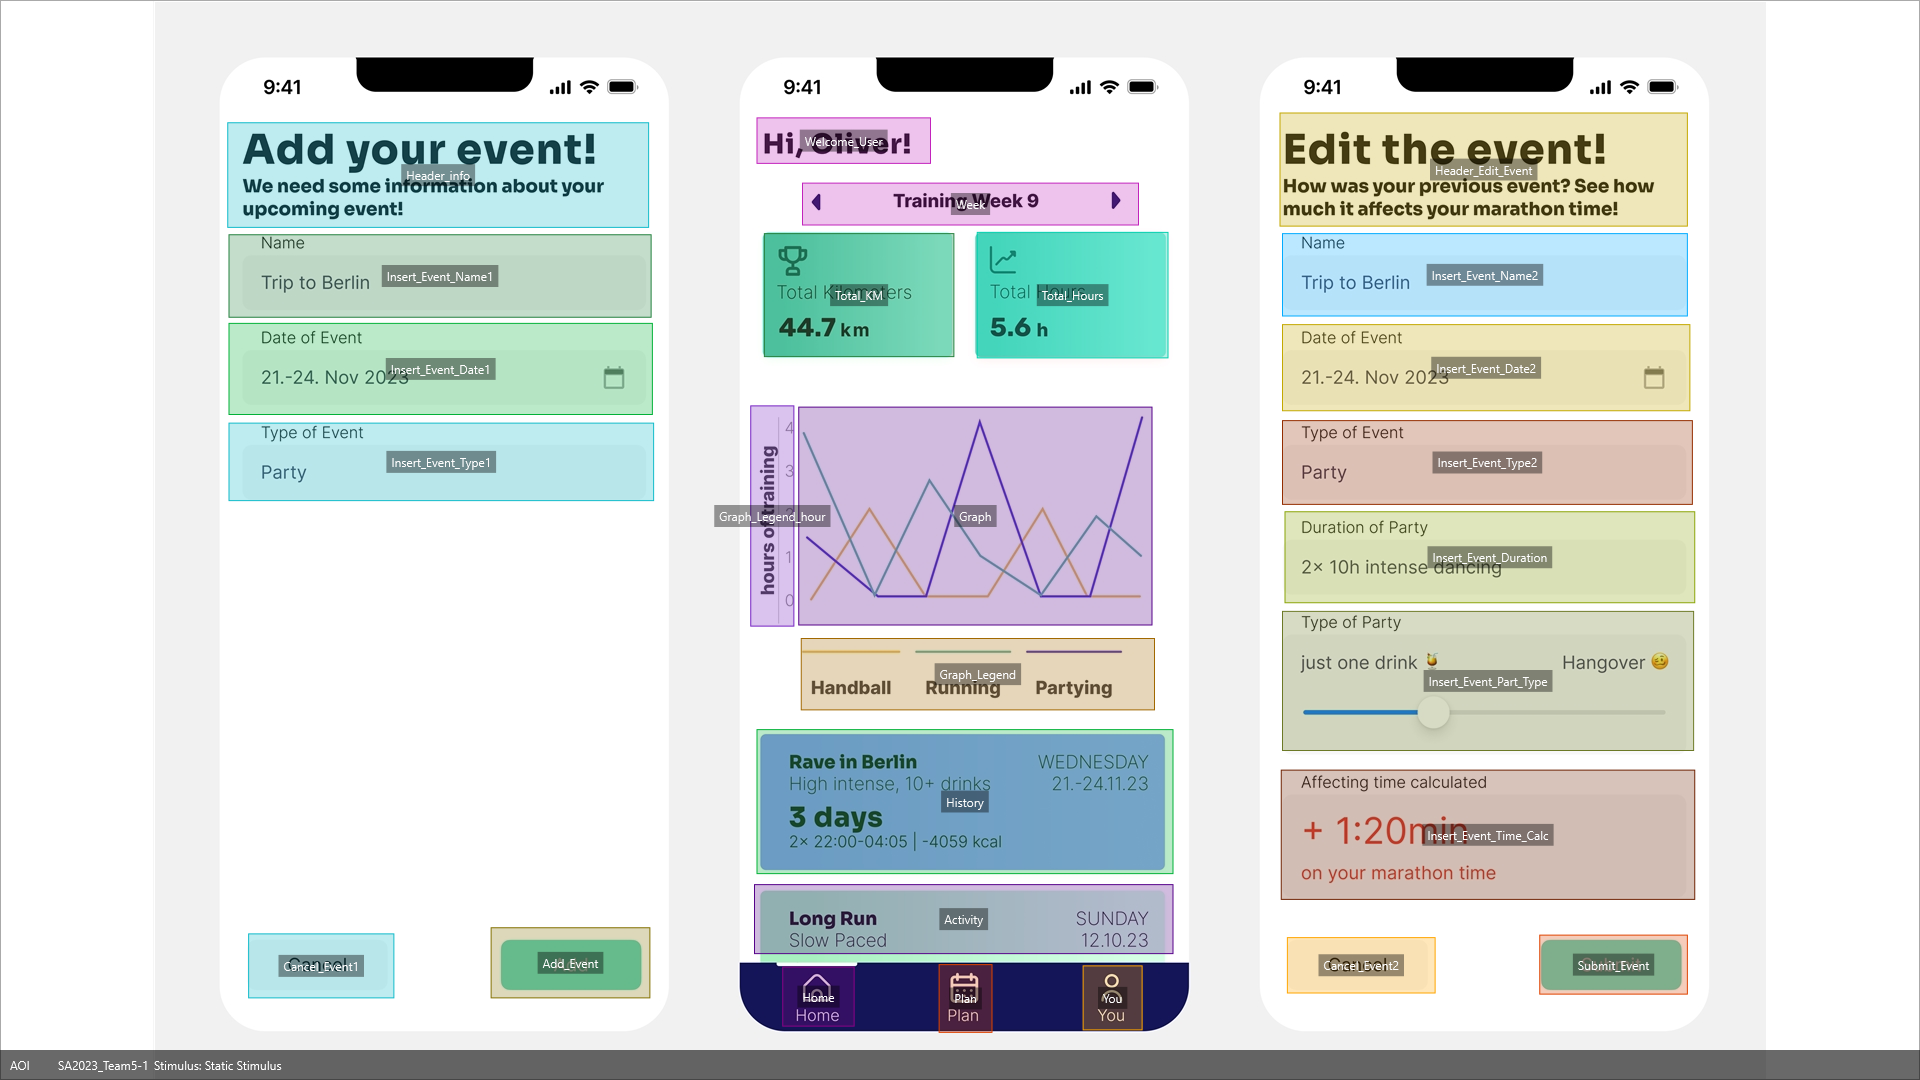 9:41
Add your event!
Header_info
We need some information about your
upcoming event!
Name
Trip to Berlin
Insert_Event_Name1
Date of Event
21.-24. Nov 2023
Insert_Event_Date1
Type of Event
Party
Insert_Event_Type1
Cancel
Cancel_Event1
Add_Event
9:41
Hi, Oliver!
Welcome_User
Training Week 9
Week
Total Kilometers
Total_KM
44.7 km
Total Hours
Total_Hours
5.6 h
hours of training
Graph_Legend_hour
4
3
1
0
Graph
Graph_Legend
Handball Running Partying
Rave in Berlin WEDNESDAY
High intense, 10+ drinks 21.-24.11.23
History
3 days
2x 22:00-04:05 | -4059 kcal
Long Run SUNDAY
Activity
Slow Paced 12.10.23
Home Plan You
Home Plan You
9:41
Edit the event!
Header_Edit_Event
How was your previous event? See how
much it affects your marathon time!
Name
Trip to Berlin
Insert_Event_Name2
Date of Event
21.-24. Nov 2023
Insert_Event_Date2
Type of Event
Party
Insert_Event_Type2
Duration of Party
Insert_Event_Duration
2x 10h intense dancing
Type of Party
just one drink 🍹 Hangover 🥴
Insert_Event_Part_Type
Affecting time calculated
+ 1:20min
Insert_Event_Time_Calc
on your marathon time
Cancel
Cancel_Event2
Submit_Event
AOI SA2023_Team5-1 Stimulus: Static Stimulus